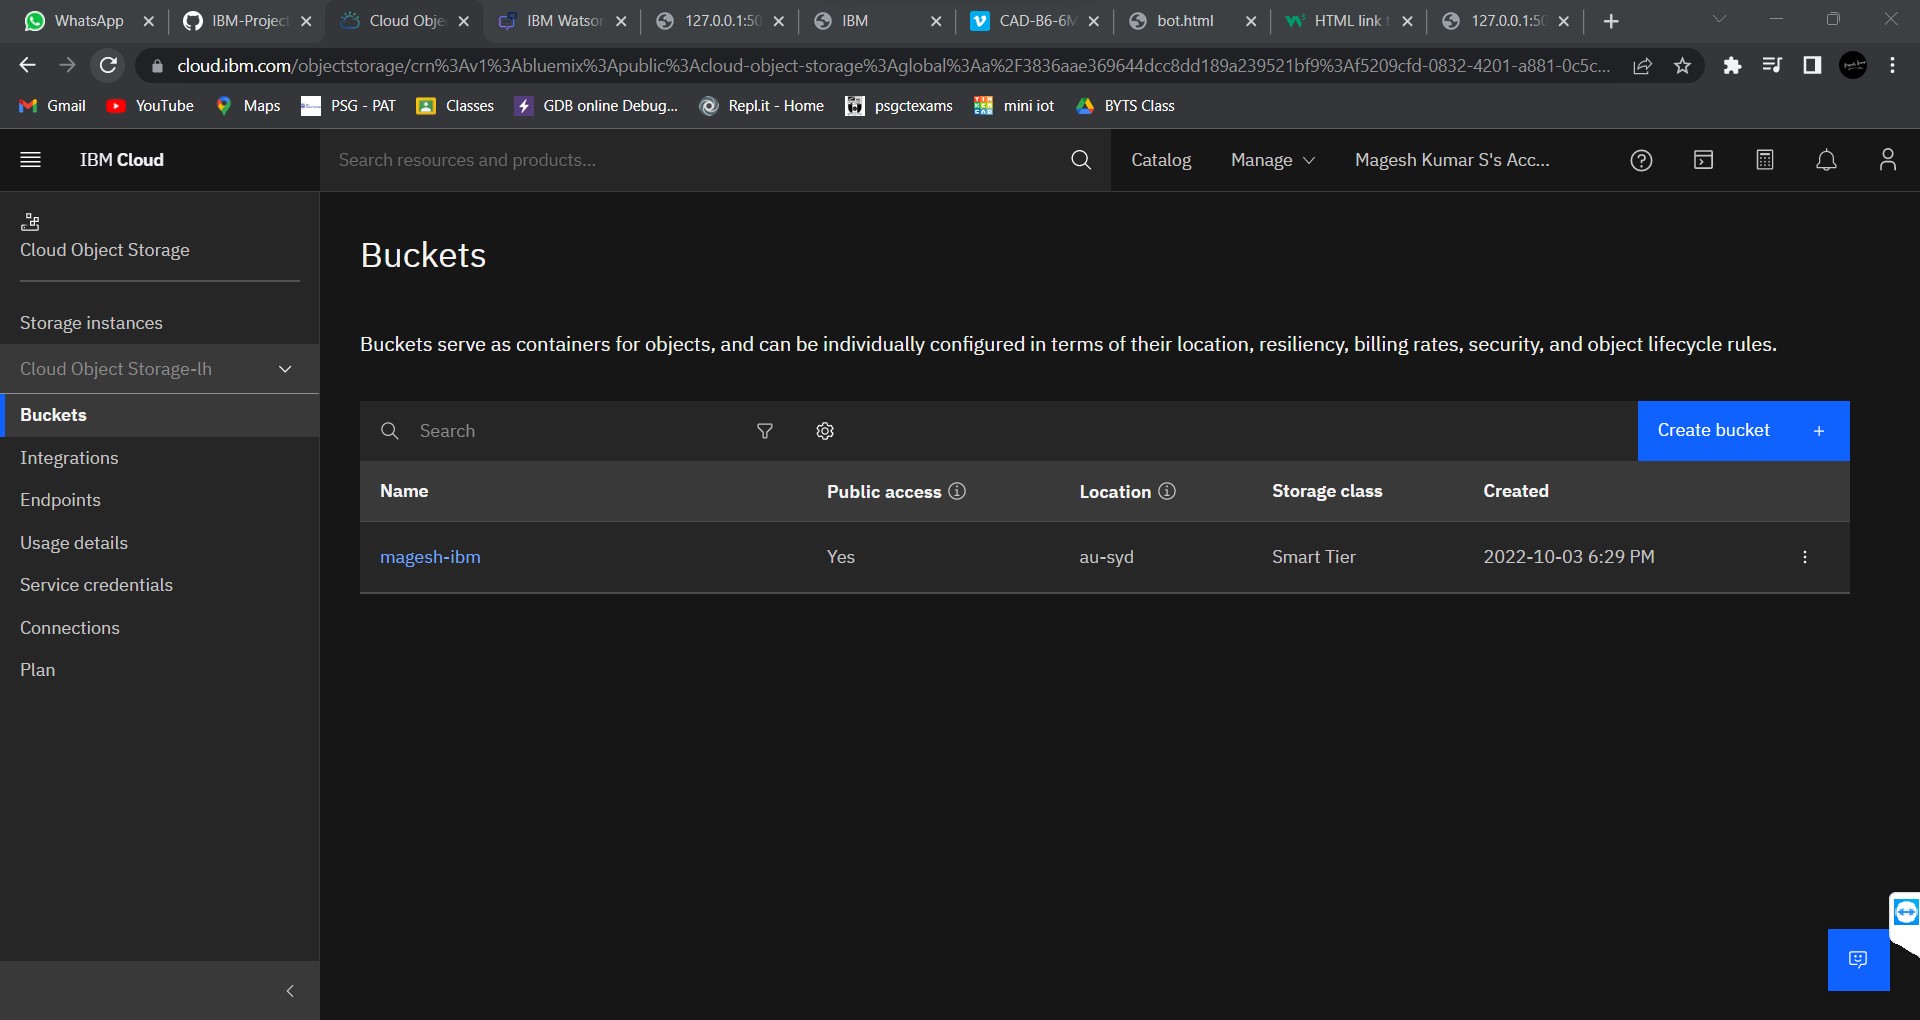 WhatsApp IBM-Project Cloud Obje IBM Watson 127.0.0.1:50 IBM CAD-B6-6M bot.html HTML link t 127.0.0.1:50
cloud.ibm.com/objectstorage/crn%3Av1%3Abluemix%3Apublic%3Acloud-object-storage%3Aglobal%3Aa%2F3836aae369644dcc8dd189a239521bf9%3Af5209cfd-0832-4201-a881-0c5c...
Gmail YouTube Maps PSG - PAT Classes GDB online Debug... Repl.it - Home psgctexams mini iot BYTS Class
IBM Cloud Search resources and products... Catalog Manage Magesh Kumar S's Acc...
Cloud Object Storage
Storage instances
Cloud Object Storage-lh
Buckets
Integrations
Endpoints
Usage details
Service credentials
Connections
Plan
Buckets
Buckets serve as containers for objects, and can be individually configured in terms of their location, resiliency, billing rates, security, and object lifecycle rules.
Search Create bucket +
Name Public access Location Storage class Created
magesh-ibm Yes au-syd Smart Tier 2022-10-03 6:29 PM